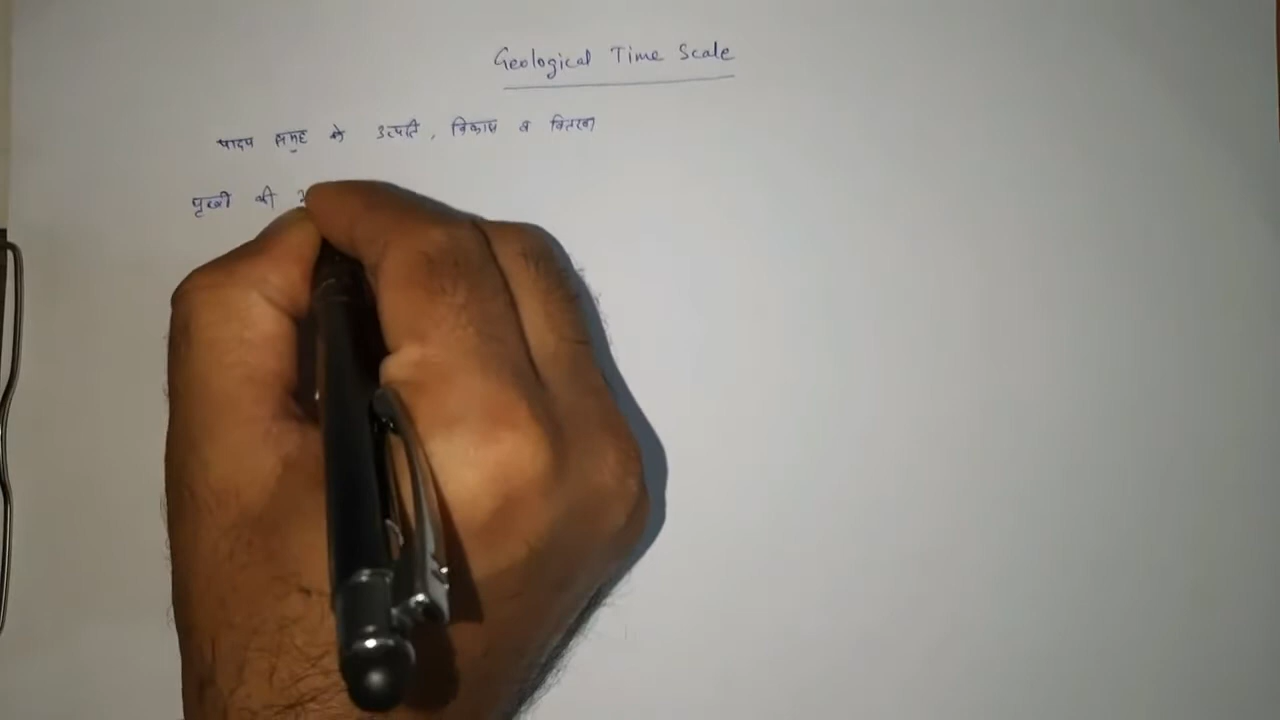 Geological Time Scale
पादप समुह के उत्पति, विकास व वितरण
पृथ्वी की